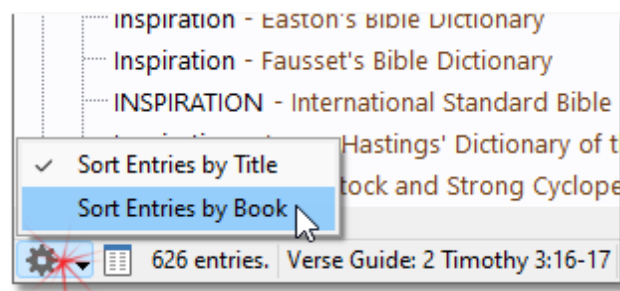 Inspiration - Easton's Bible Dictionary
Inspiration - Fausset's Bible Dictionary
INSPIRATION - International Standard Bible
Hastings' Dictionary of t
Sort Entries by Title
tock and Strong Cyclope
Sort Entries by Book
626 entries. Verse Guide: 2 Timothy 3:16-17